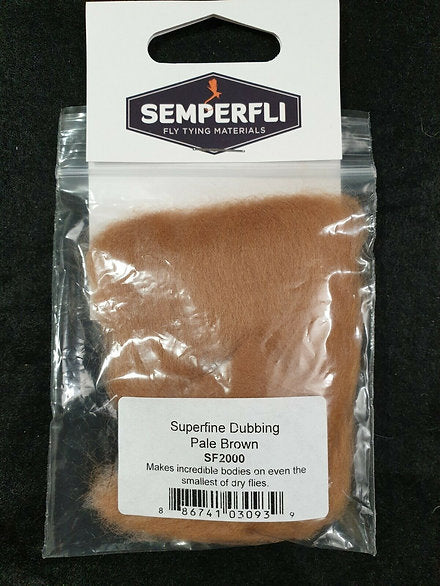 SEMPERFLI
FLY TYING MATERIALS
Superfine Dubbing
Pale Brown
SF2000
Makes incredible bodies on even the
smallest of dry flies.
8 86741 03093 9